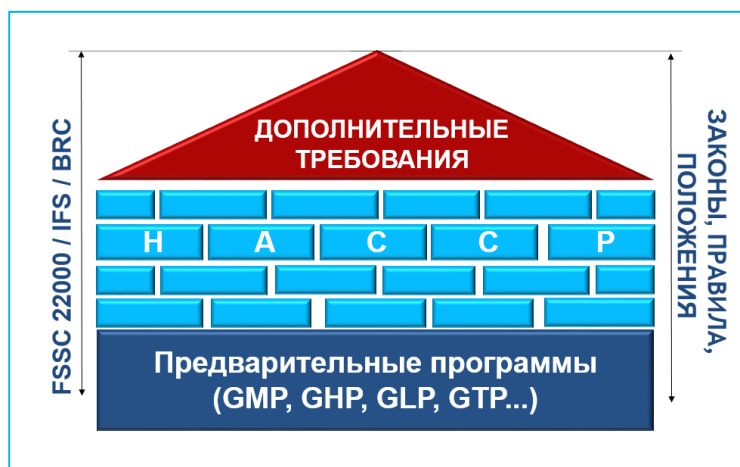 FSSC 22000 / IFS / BRC
ДОПОЛНИТЕЛЬНЫЕ
ТРЕБОВАНИЯ
H A C C P
Предварительные программы
(GMP, GHP, GLP, GTP...)
ЗАКОНЫ, ПРАВИЛА,
ПОЛОЖЕНИЯ